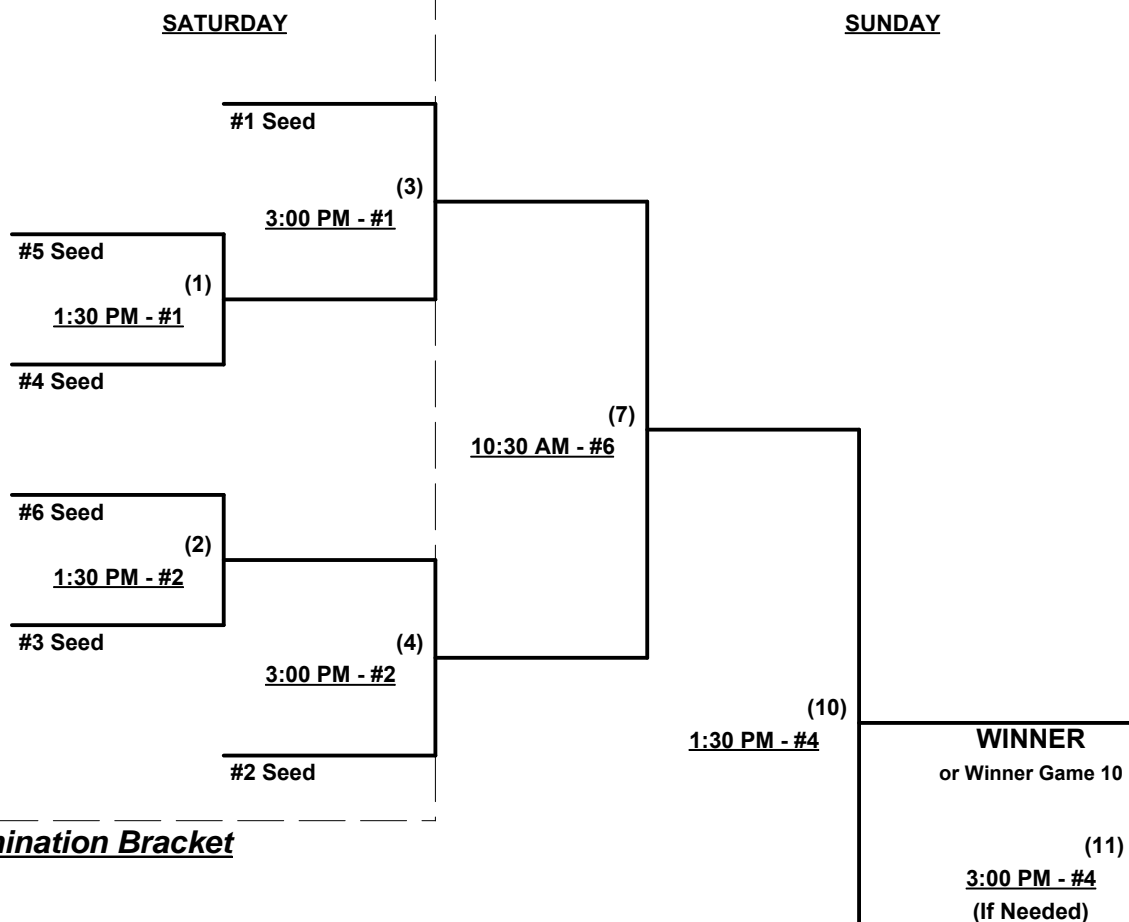 SATURDAY
SUNDAY
#1 Seed
(3)
3:00 PM - #1
#5 Seed
(1)
1:30 PM - #1
#4 Seed
(7)
10:30 AM - #6
#6 Seed
(2)
1:30 PM - #2
#3 Seed
(4)
3:00 PM - #2
#2 Seed
(10)
1:30 PM - #4
WINNER
or Winner Game 10
mination Bracket
(11)
3:00 PM - #4
(If Needed)